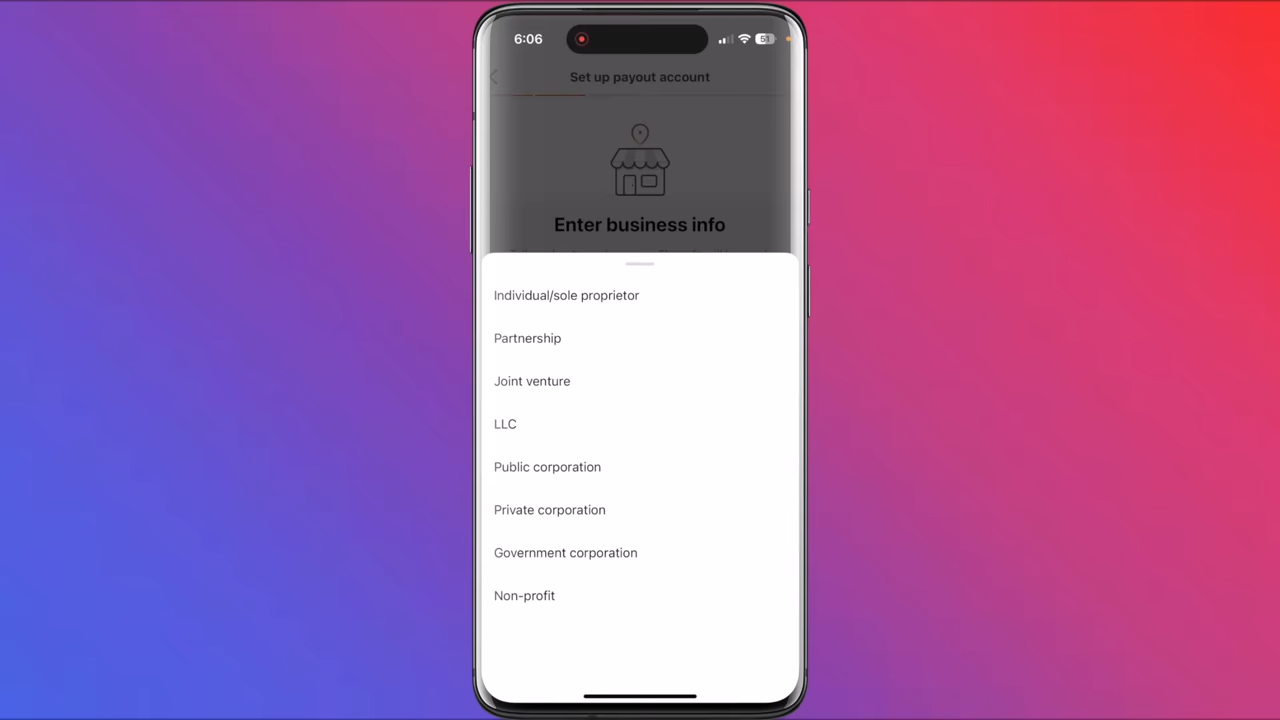 6:06
51
Set up payout account
Enter business info
Individual/sole proprietor
Partnership
Joint venture
LLC
Public corporation
Private corporation
Government corporation
Non-profit